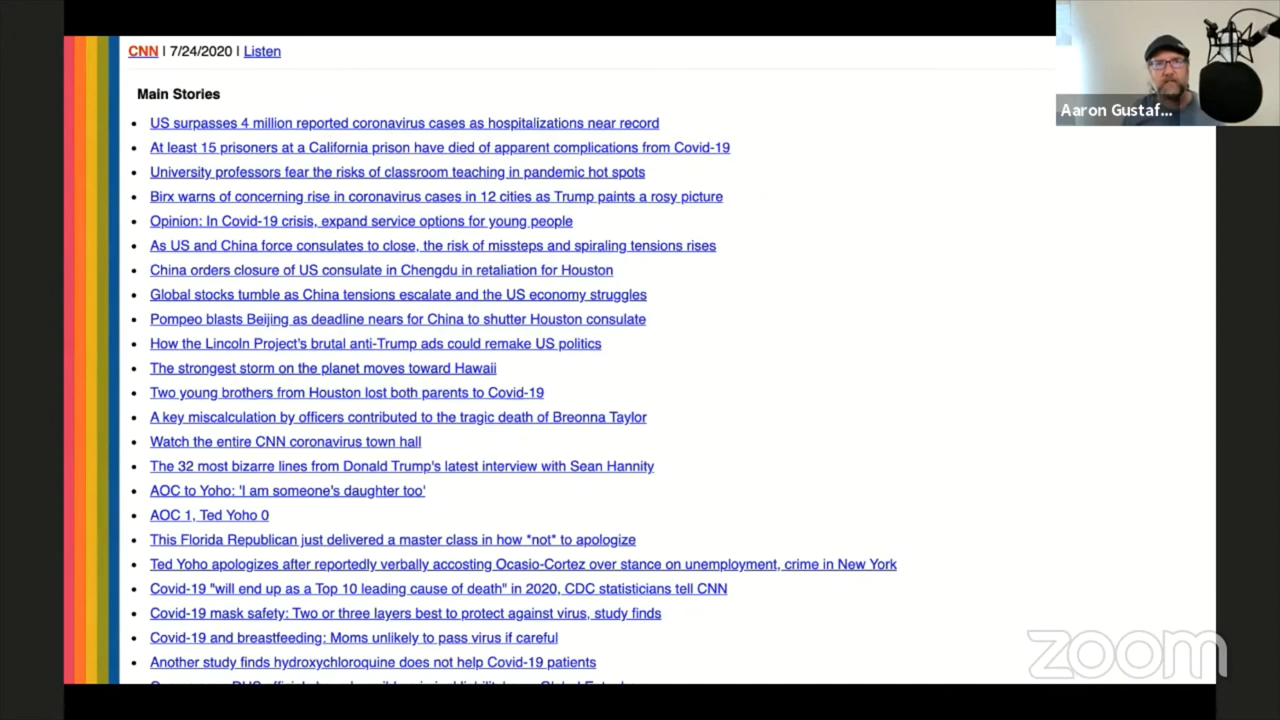 CNN | 7/24/2020 | Listen
Main Stories
US surpasses 4 million reported coronavirus cases as hospitalizations near record
At least 15 prisoners at a California prison have died of apparent complications from Covid-19
University professors fear the risks of classroom teaching in pandemic hot spots
Birx warns of concerning rise in coronavirus cases in 12 cities as Trump paints a rosy picture
Opinion: In Covid-19 crisis, expand service options for young people
As US and China force consulates to close, the risk of missteps and spiraling tensions rises
China orders closure of US consulate in Chengdu in retaliation for Houston
Global stocks tumble as China tensions escalate and the US economy struggles
Pompeo blasts Beijing as deadline nears for China to shutter Houston consulate
How the Lincoln Project's brutal anti-Trump ads could remake US politics
The strongest storm on the planet moves toward Hawaii
Two young brothers from Houston lost both parents to Covid-19
A key miscalculation by officers contributed to the tragic death of Breonna Taylor
Watch the entire CNN coronavirus town hall
The 32 most bizarre lines from Donald Trump's latest interview with Sean Hannity
AOC to Yoho: 'I am someone's daughter too'
AOC 1, Ted Yoho 0
This Florida Republican just delivered a master class in how *not* to apologize
Ted Yoho apologizes after reportedly verbally accosting Ocasio-Cortez over stance on unemployment, crime in New York
Covid-19 "will end up as a Top 10 leading cause of death" in 2020, CDC statisticians tell CNN
Covid-19 mask safety: Two or three layers best to protect against virus, study finds
Covid-19 and breastfeeding: Moms unlikely to pass virus if careful
Another study finds hydroxychloroquine does not help Covid-19 patients
Aaron Gustaf...
zoom